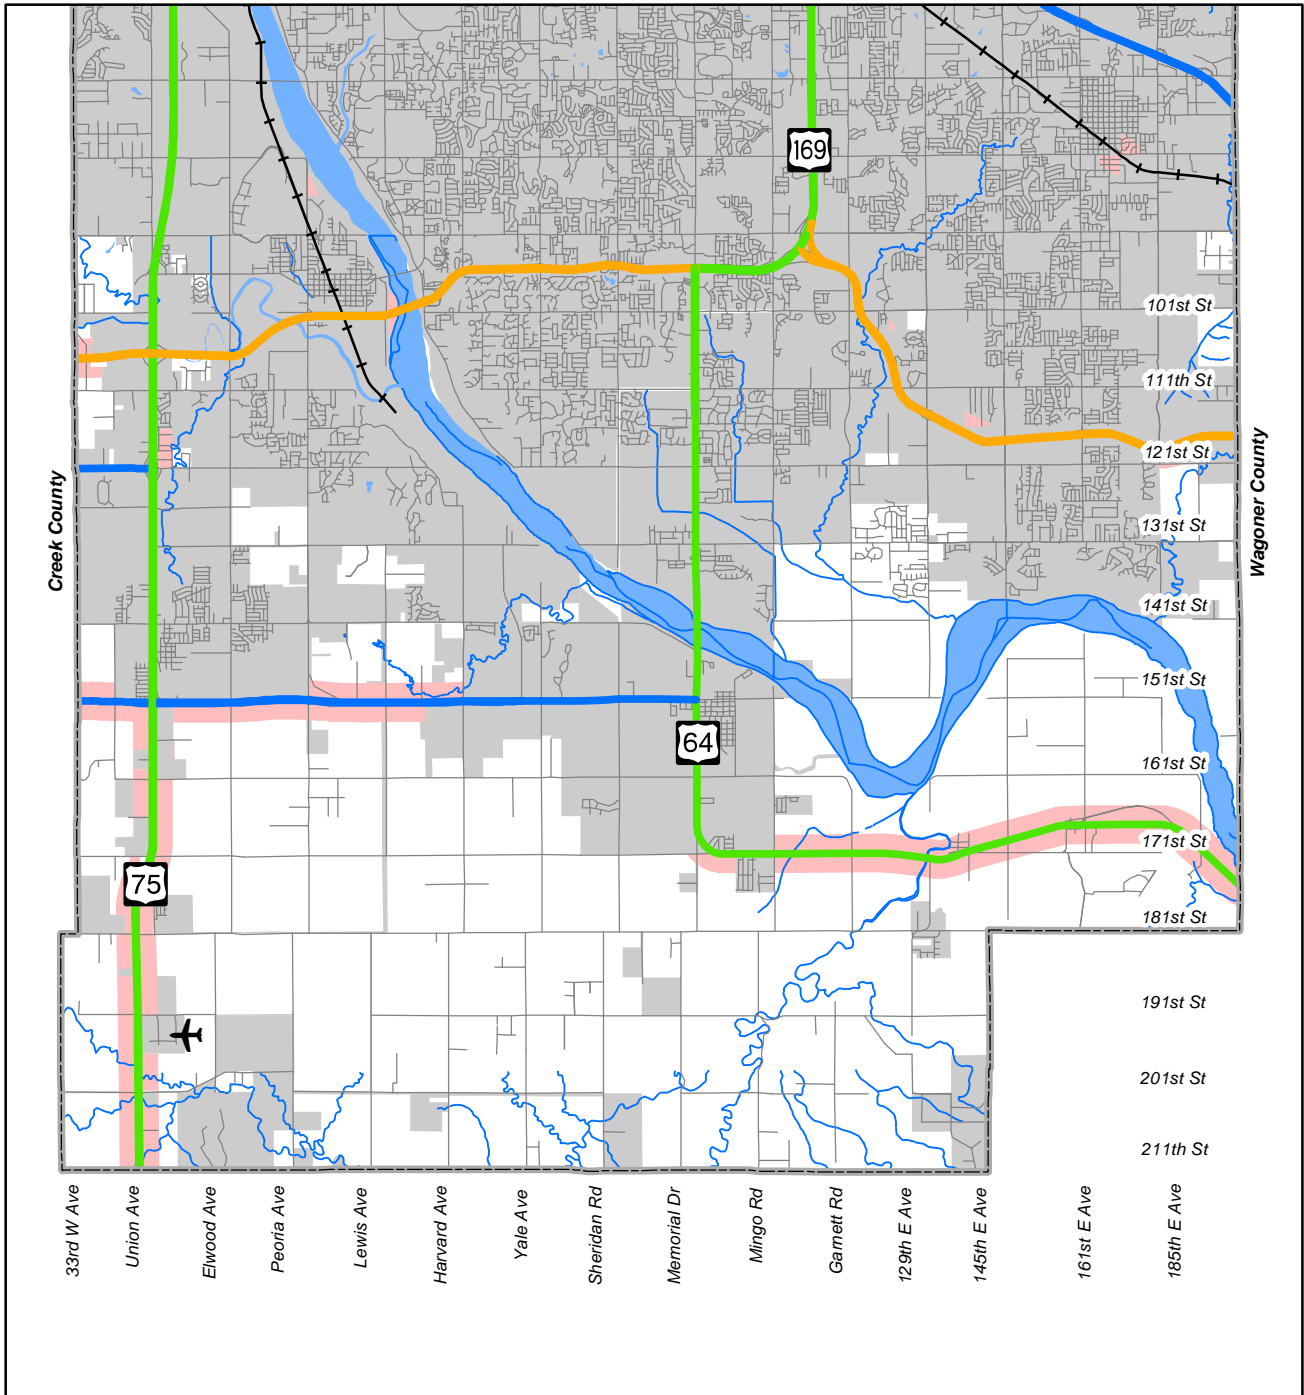 169
101st St
111th St
121st St
Creek County
Wagoner County
131st St
141st St
151st St
64
161st St
171st St
75
181st St
191st St
201st St
211th St
33rd W Ave
Union Ave
Elwood Ave
Peoria Ave
Lewis Ave
Harvard Ave
Yale Ave
Sheridan Rd
Memorial Dr
Mingo Rd
Garnett Rd
129th E Ave
145th E Ave
161st E Ave
185th E Ave